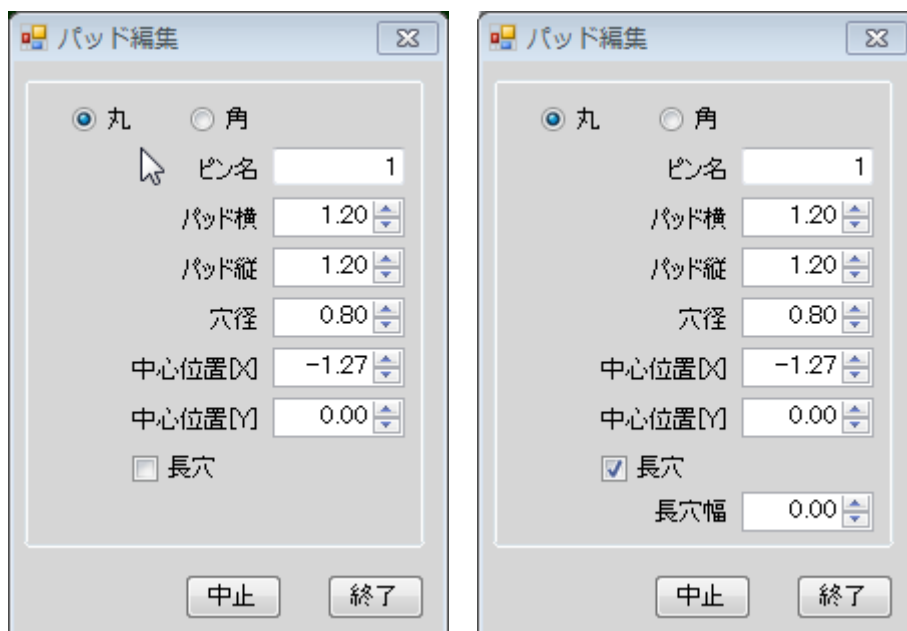 パッド編集
丸 角
ピン名 1
パッド横 1.20
パッド縦 1.20
穴径 0.80
中心位置[X] -1.27
中心位置[Y] 0.00
長穴
中止 終了
パッド編集
丸 角
ピン名 1
パッド横 1.20
パッド縦 1.20
穴径 0.80
中心位置[X] -1.27
中心位置[Y] 0.00
長穴
長穴幅 0.00
中止 終了